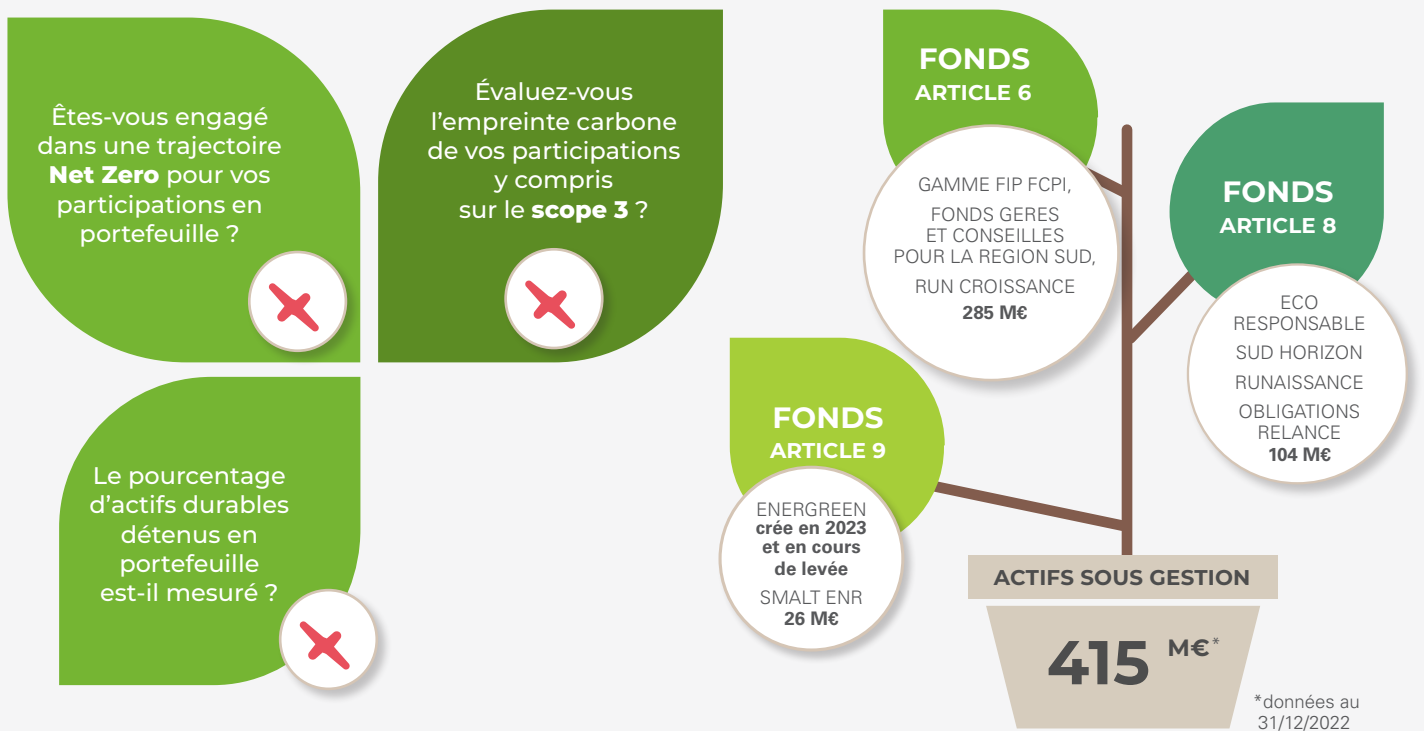 Êtes-vous engagé
dans une trajectoire
Net Zero pour vos
participations en
portefeuille ?
Évaluez-vous
l’empreinte carbone
de vos participations
y compris
sur le scope 3 ?
Le pourcentage
d’actifs durables
détenus en
portefeuille
est-il mesuré ?
FONDS
ARTICLE 6
GAMME FIP FCPI,
FONDS GERES
ET CONSEILLES
POUR LA REGION SUD,
RUN CROISSANCE
285 M€
FONDS
ARTICLE 8
ECO
RESPONSABLE
SUD HORIZON
RUNAISSANCE
OBLIGATIONS
RELANCE
104 M€
FONDS
ARTICLE 9
ENERGREEN
crée en 2023
et en cours
de levée
SMALT ENR
26 M€
ACTIFS SOUS GESTION
415 M€*
*données au
31/12/2022